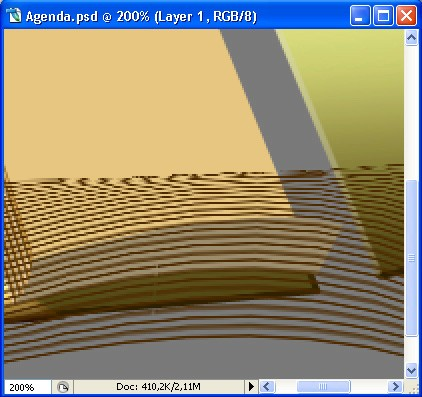 Agenda.psd @ 200% (Layer 1, RGB/8)
200% Doc: 410,2K/2,11M